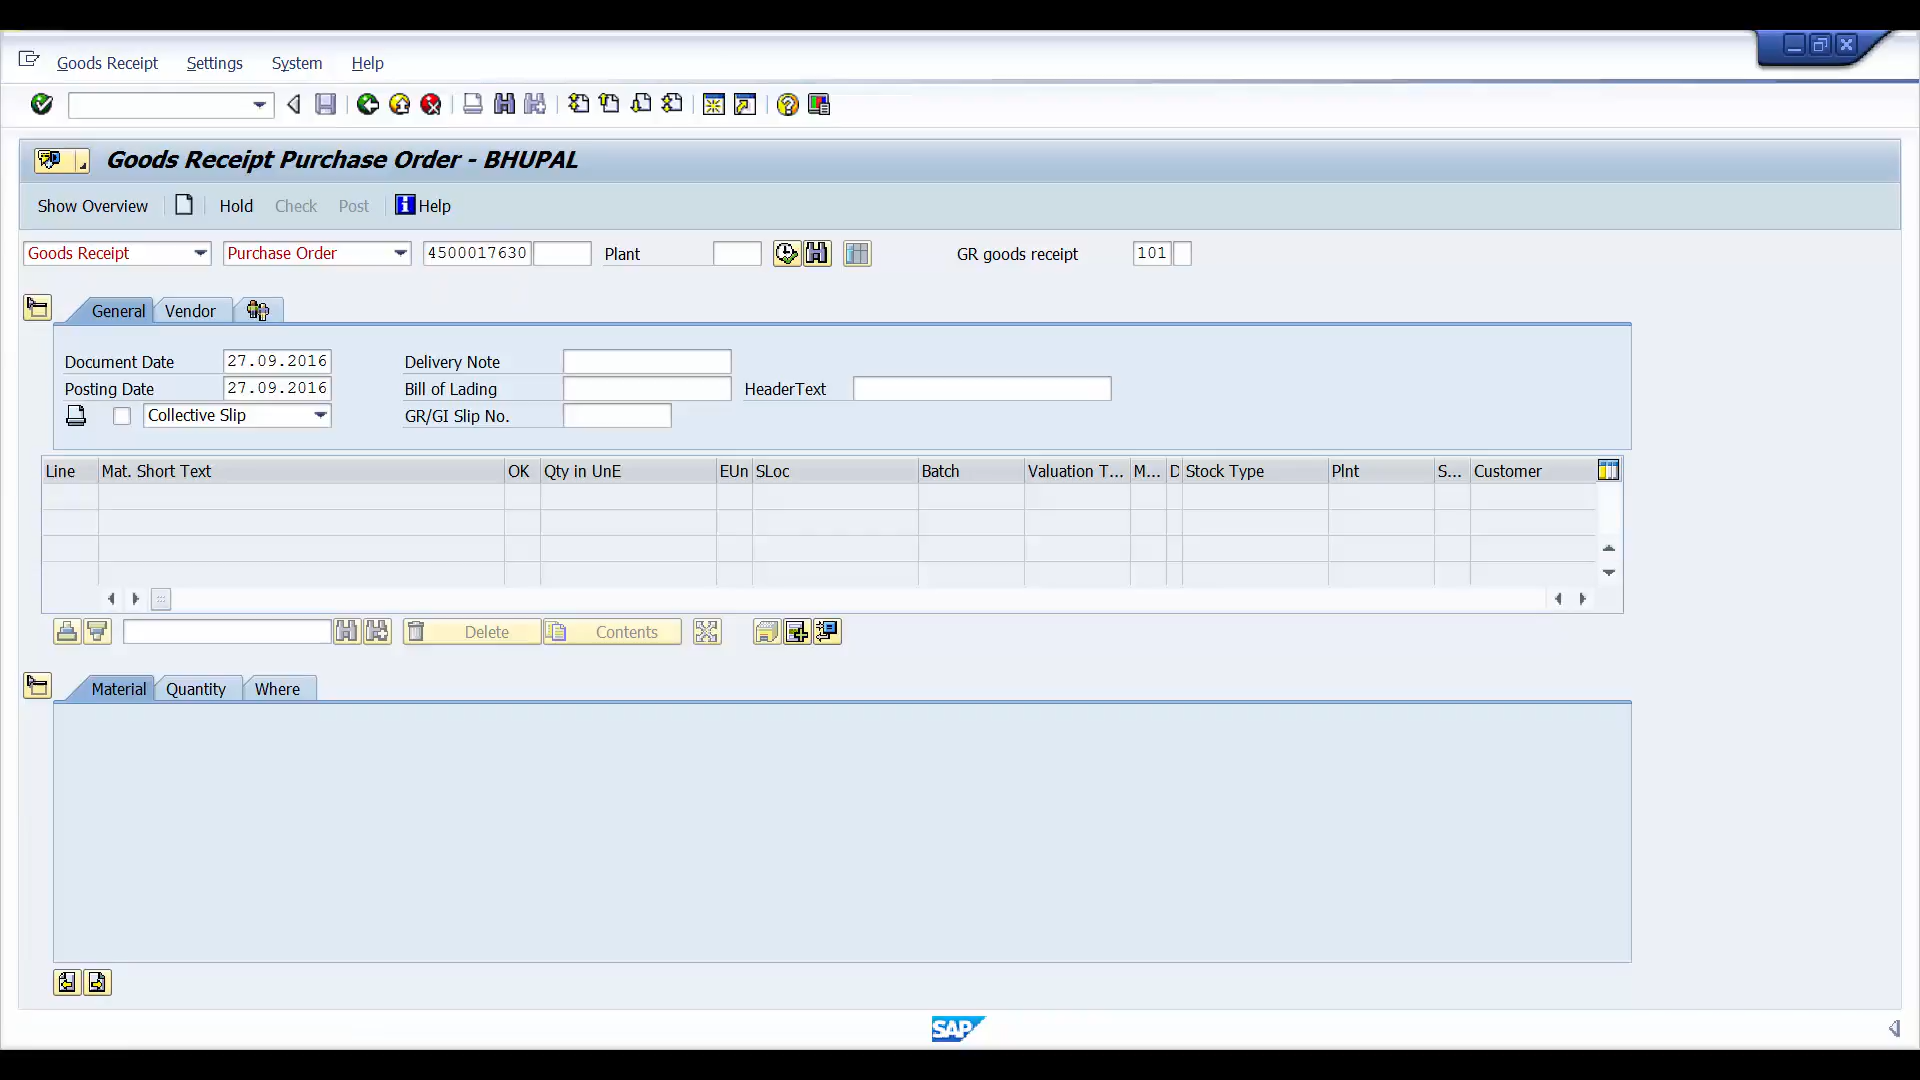 Goods Receipt Settings System Help
Goods Receipt Purchase Order - BHUPAL
Show Overview Hold Check Post Help
Goods Receipt Purchase Order 4500017630 Plant GR goods receipt 101
General Vendor
Document Date 27.09.2016 Delivery Note
Posting Date 27.09.2016 Bill of Lading HeaderText
Collective Slip GR/GI Slip No.
Line Mat. Short Text OK Qty in UnE EUn SLoc Batch Valuation T... M... D Stock Type Plnt S... Customer
Delete Contents
Material Quantity Where
SAP